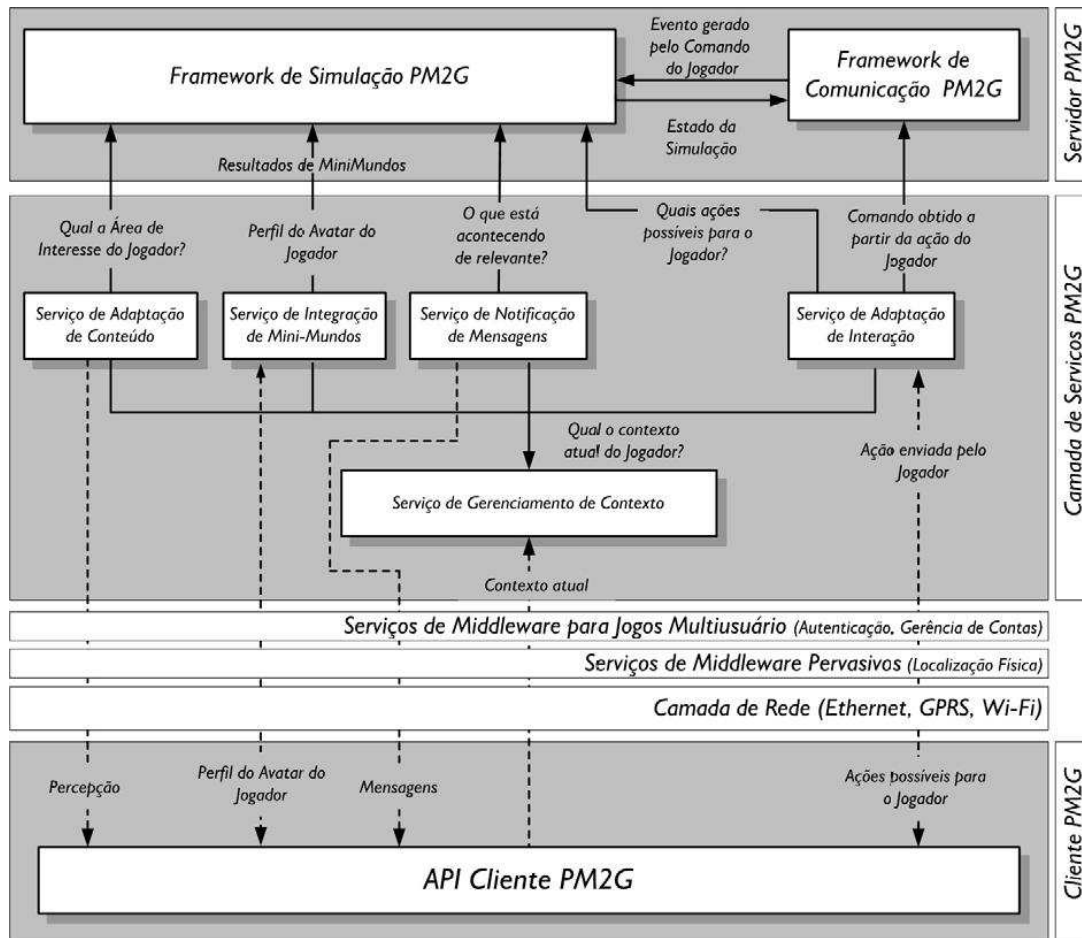 Evento gerado
pelo Comando
do Jogador
Framework de Simulação PM2G
Framework de
Comunicação PM2G
Estado da
Simulação
Resultados de MiniMundos
Servidor PM2G
Qual a Área de
Interesse do Jogador?
Perfil do Avatar do
Jogador
O que está
acontecendo
de relevante?
Quais ações
possíveis para o
Jogador?
Comando obtido a
partir da ação do
Jogador
Serviço de Adaptação
de Conteúdo
Serviço de Integração
de Mini-Mundos
Serviço de Notificação
de Mensagens
Serviço de Adaptação
de Interação
Qual o contexto
atual do Jogador?
Ação enviada pelo
Jogador
Serviço de Gerenciamento de Contexto
Contexto atual
Camada de Servicos PM2G
Serviços de Middleware para Jogos Multiusuário (Autenticação, Gerência de Contas)
Serviços de Middleware Pervasivos (Localização Física)
Camada de Rede (Ethernet, GPRS, Wi-Fi)
Percepção
Perfil do Avatar do
Jogador
Mensagens
Ações possíveis para
o Jogador
API Cliente PM2G
Cliente PM2G